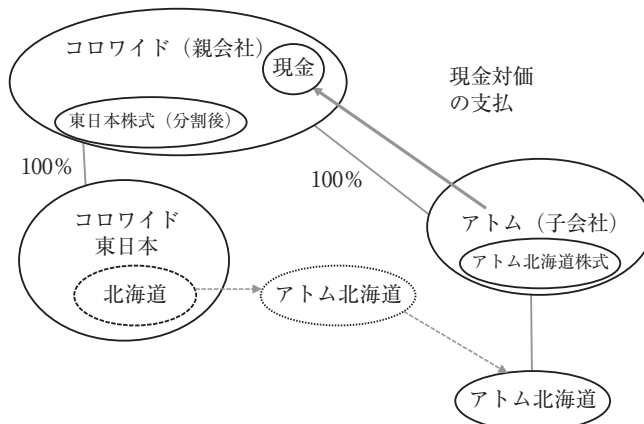 コロワイド（親会社）
現金
東日本株式（分割後）
現金対価
の支払
100%
100%
コロワイド
東日本
北海道
アトム北海道
アトム（子会社）
アトム北海道株式
アトム北海道